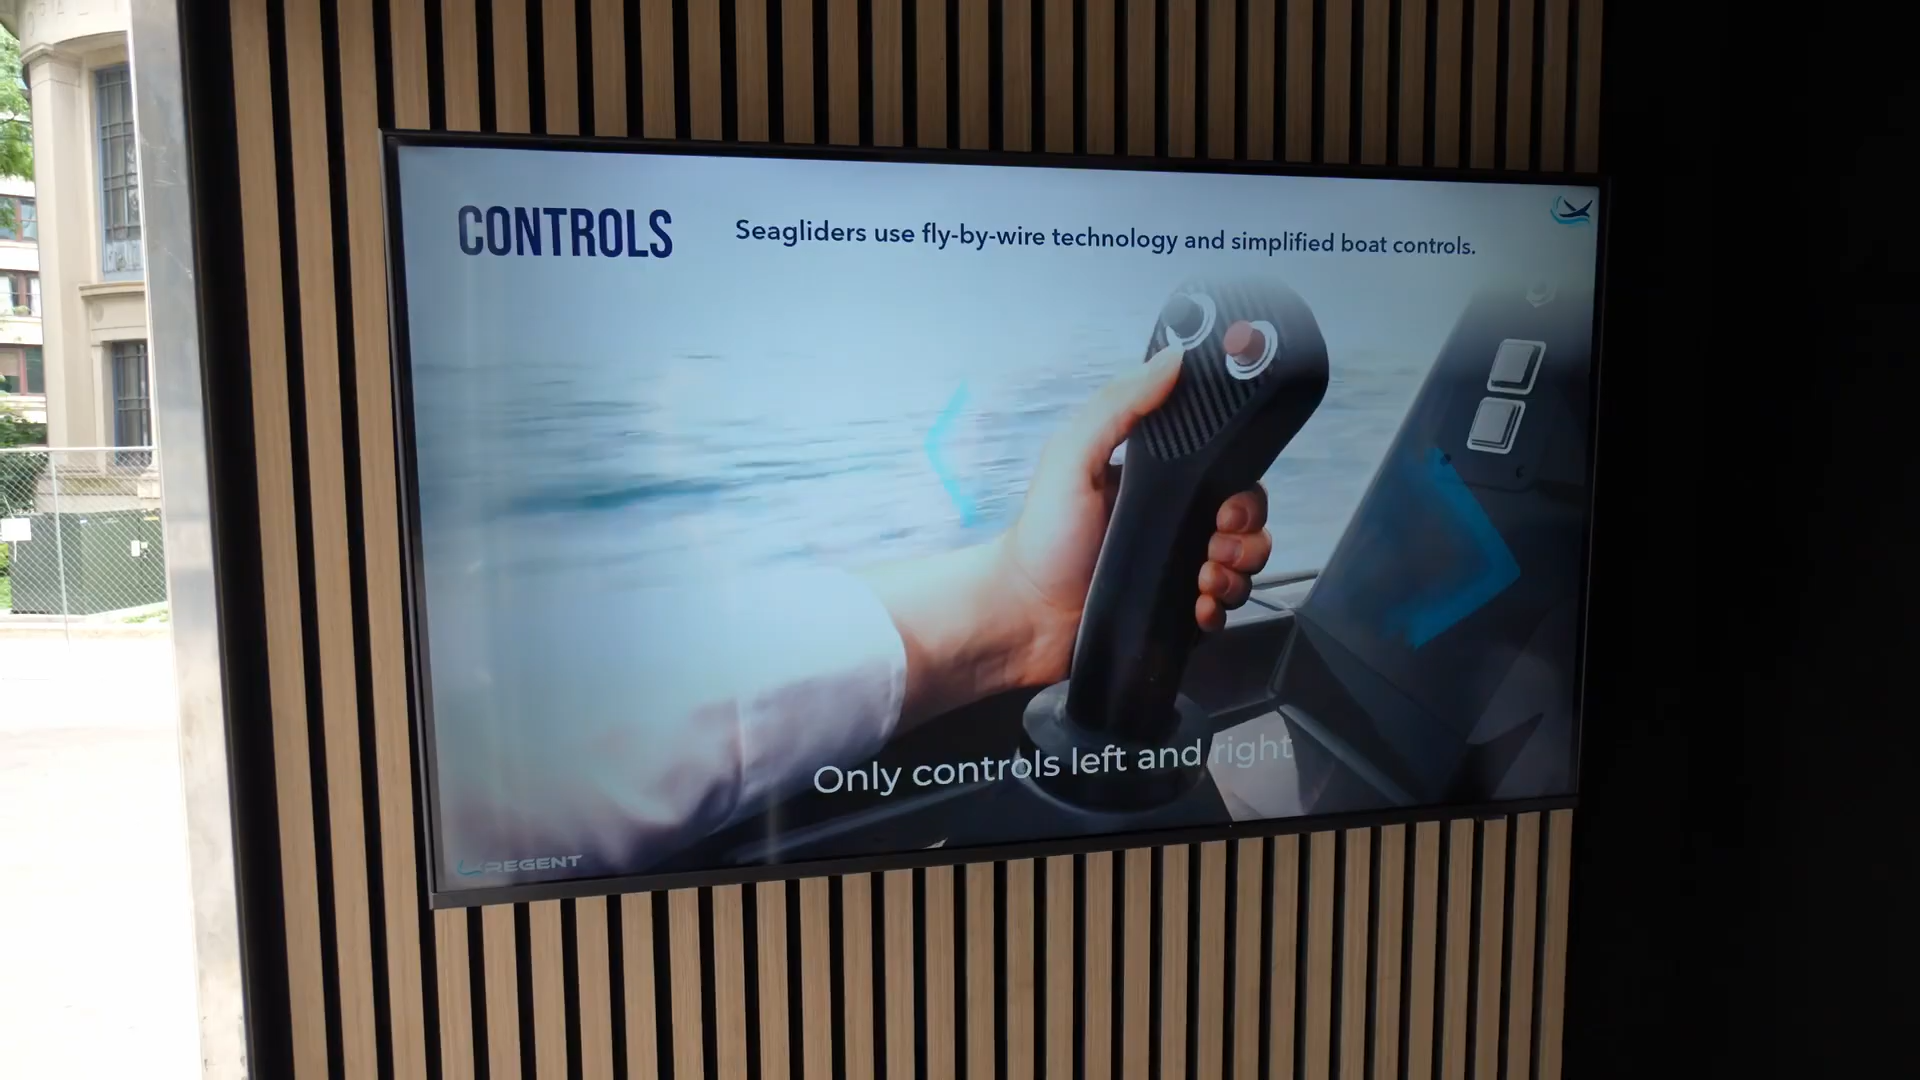 CONTROLS
Seagliders use fly-by-wire technology and simplified boat controls.
Only controls left and right
REGENT